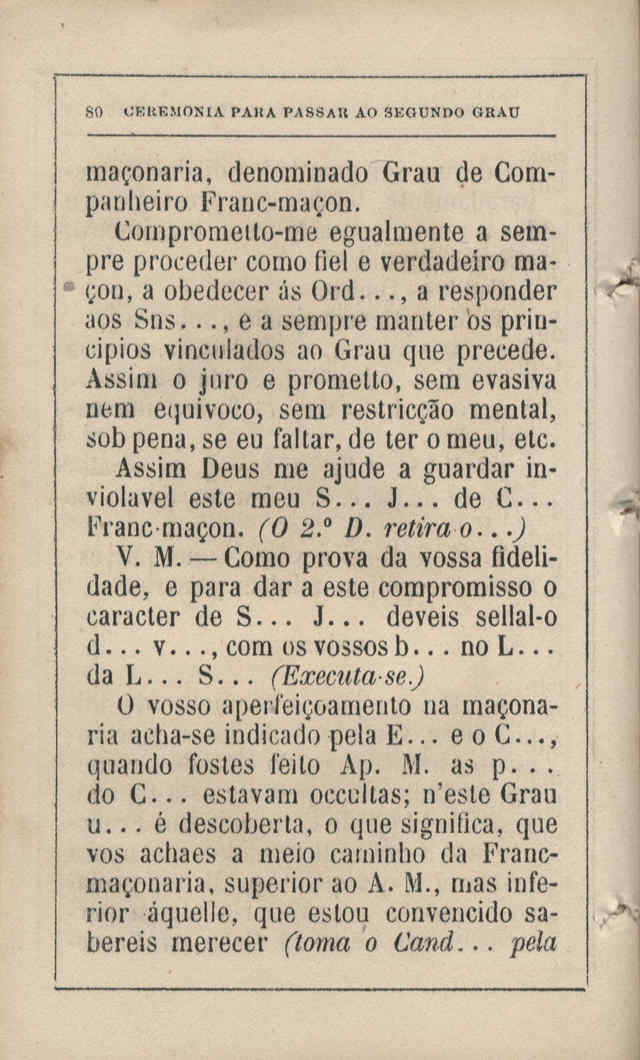 80 CEREMONIA PARA PASSAR AO SEGUNDO GRAU
maçonaria, denominado Grau de Com-
panheiro Franc-maçon.
Comprometto-me egualmente a sem-
pre proceder como fiel e verdadeiro ma-
çon, a obedecer ás Ord..., a responder
aos Sns..., e a sempre manter os prin-
cipios vinculados ao Grau que precede.
Assim o juro e prometto, sem evasiva
nem equivoco, sem restricção mental,
sob pena, se eu faltar, de ter o meu, etc.
Assim Deus me ajude a guardar in-
violavel este meu S... J... de C...
Franc-maçon. (O 2.º D. retira o...)
V. M. — Como prova da vossa fideli-
dade, e para dar a este compromisso o
caracter de S... J... deveis sellal-o
d... v..., com os vossos b... no L...
da L... S... (Executa-se.)
O vosso aperfeiçoamento na maçona-
ria acha-se indicado pela E... e o C...,
quando fostes feito Ap. M. as p...
do C... estavam occultas; n'este Grau
u... é descoberta, o que significa, que
vos achaes a meio caminho da Franc-
maçonaria, superior ao A. M., mas infe-
rior áquelle, que estou convencido sa-
bereis merecer (toma o Cand... pela